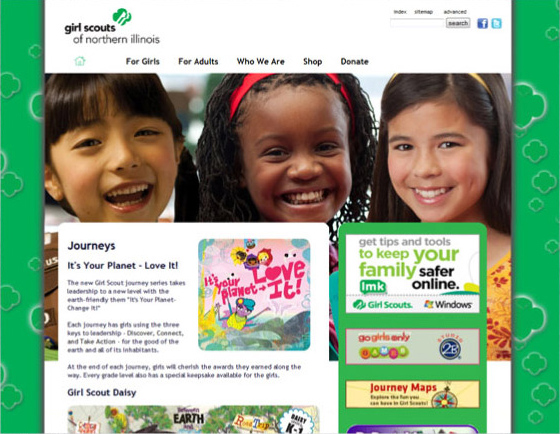 index sitemap advanced
girl scouts
of northern illinois
search
For Girls For Adults Who We Are Shop Donate
Journeys
It's Your Planet - Love It!
The new Girl Scout journey series takes
leadership to a new level with the
earth-friendly them "It's Your Planet-
Change It!"
Each journey has girls using the three
keys to leadership - Discover, Connect,
and Take Action - for the good of the
earth and all of its inhabitants.
At the end of each journey, girls will cherish the awards they earned along
the way. Every grade level also has a special keepsake available for the girls.
Girl Scout Daisy
it's your planet
Love It!
EARTH
DAISY
K-1
get tips and tools
to keep your
family safer
lmk online.
Girl Scouts. Windows
go girls only
GAMES
STUDIO
2B
Journey Maps
Explore the fun you
can have in Girl Scouts!